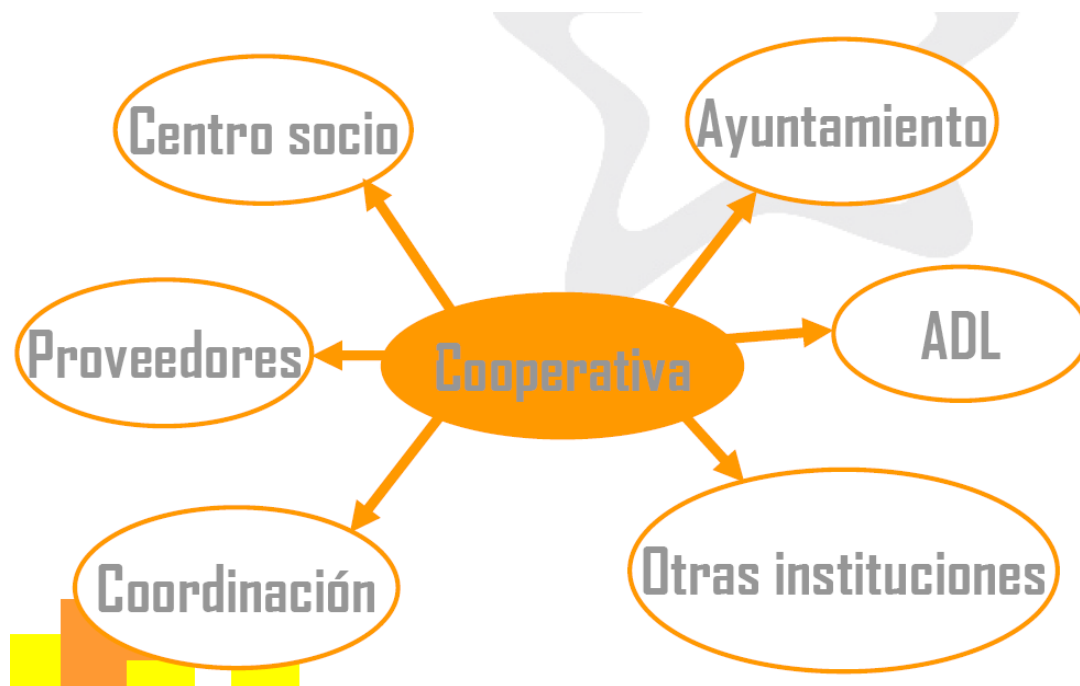 Centro socio
Ayuntamiento
Proveedores
Cooperativa
ADL
Coordinación
Otras instituciones